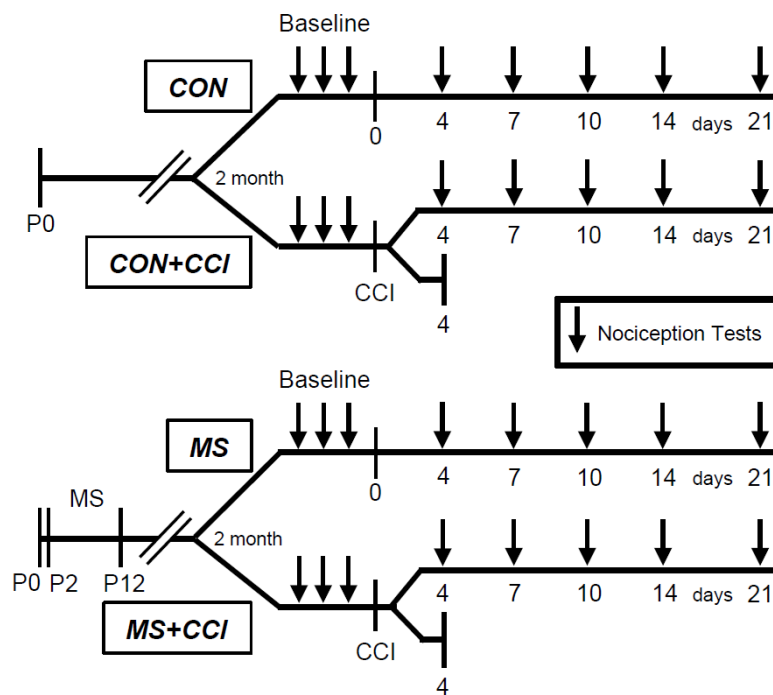 Baseline
CON
0 4 7 10 14 days 21
2 month
P0
CON+CCI
4 7 10 14 days 21
CCI
4
Nociception Tests
Baseline
MS
0 4 7 10 14 days 21
MS
2 month
P0 P2 P12
MS+CCI
4 7 10 14 days 21
CCI
4